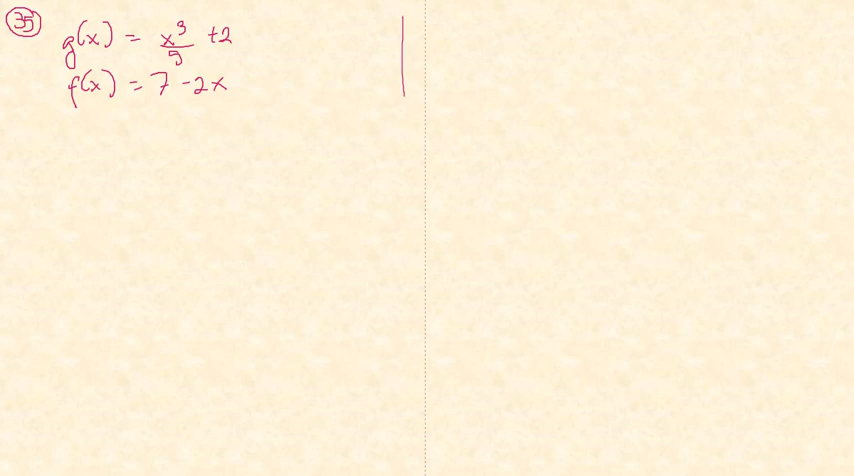 35
g(x) = x³/5 + 2
f(x) = 7 - 2x